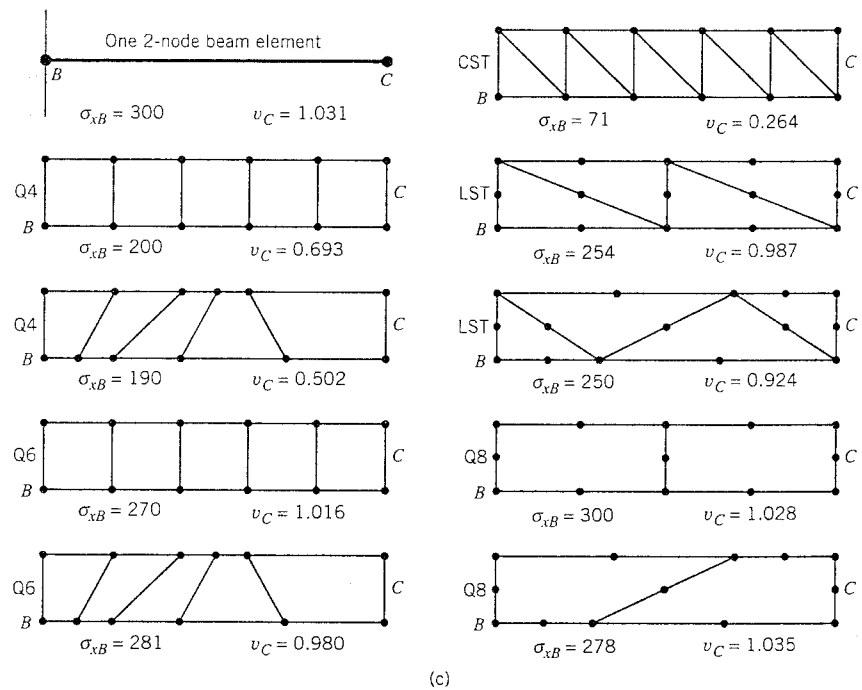 One 2-node beam element
B
C
σxB = 300 vC = 1.031
Q4
B
C
σxB = 200 vC = 0.693
Q4
B
C
σxB = 190 vC = 0.502
Q6
B
C
σxB = 270 vC = 1.016
Q6
B
C
σxB = 281 vC = 0.980
CST
B
C
σxB = 71 vC = 0.264
LST
B
C
σxB = 254 vC = 0.987
LST
B
C
σxB = 250 vC = 0.924
Q8
B
C
σxB = 300 vC = 1.028
Q8
B
C
σxB = 278 vC = 1.035
(c)